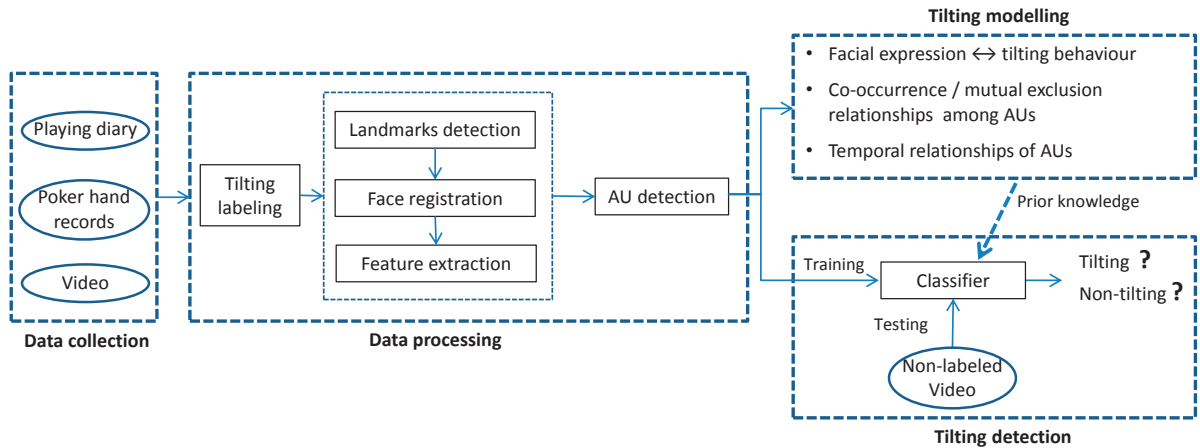 Playing diary
Poker hand
records
Video
Data collection
Tilting
labeling
Landmarks detection
Face registration
Feature extraction
AU detection
Data processing
Tilting modelling
• Facial expression ↔ tilting behaviour
• Co-occurrence / mutual exclusion
relationships among AUs
• Temporal relationships of AUs
Prior knowledge
Training
Classifier
Tilting ?
Non-tilting ?
Testing
Non-labeled
Video
Tilting detection